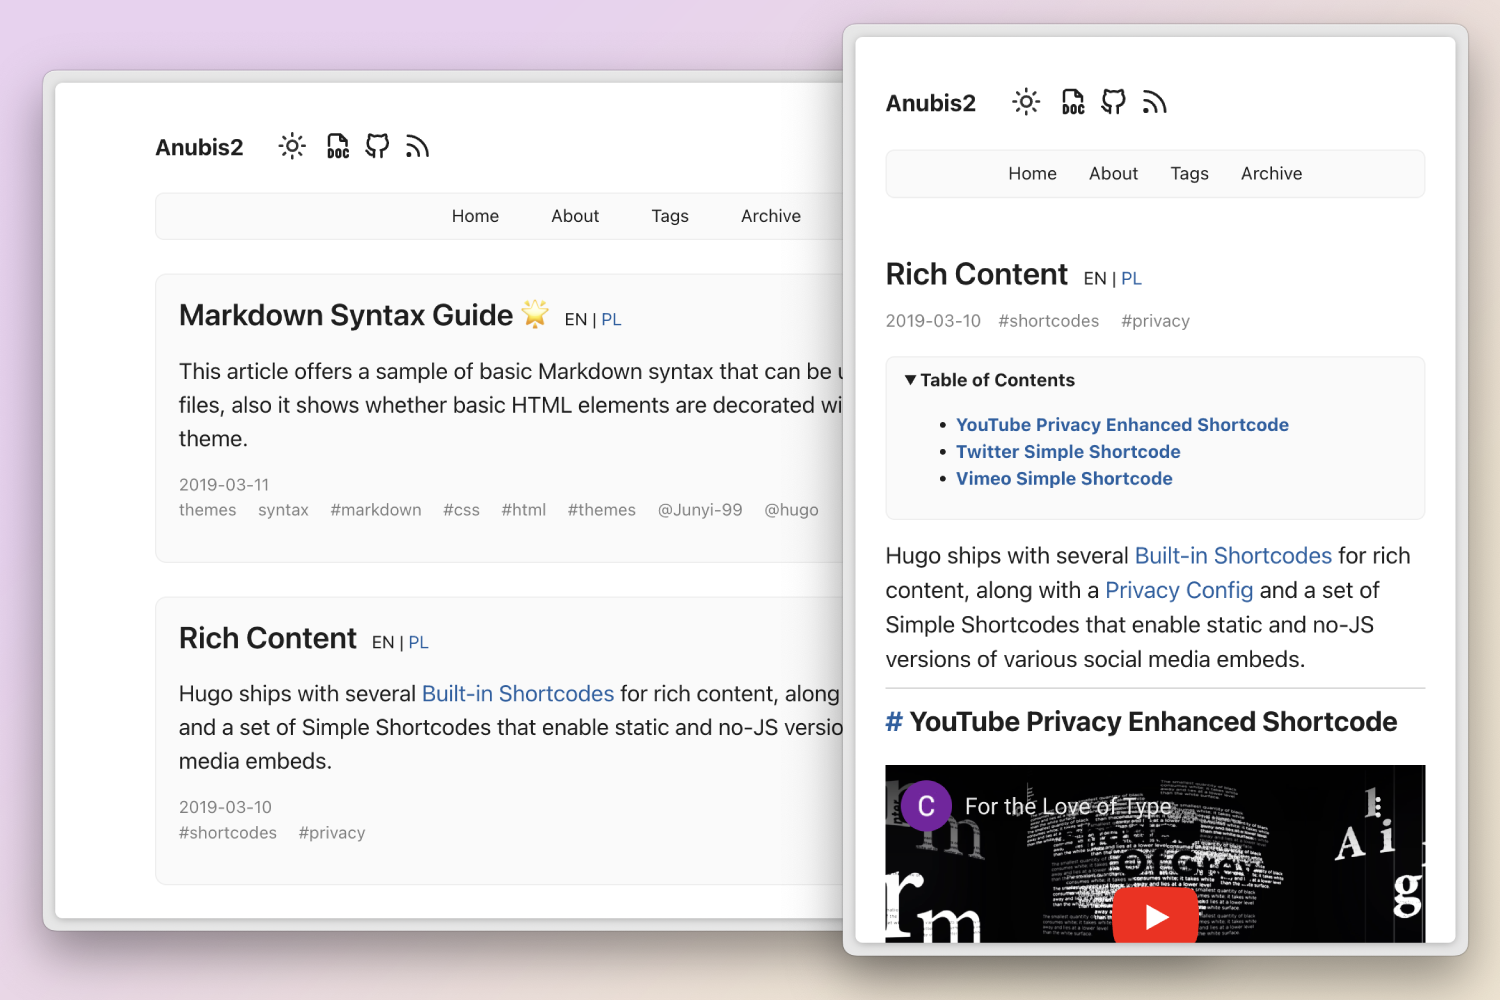 Anubis2
DOC
Home About Tags Archive
Markdown Syntax Guide 🌟 EN | PL
This article offers a sample of basic Markdown syntax that can be
files, also it shows whether basic HTML elements are decorated
theme.
2019-03-11
themes syntax #markdown #css #html #themes @Junyi-99 @hugo
Rich Content EN | PL
Hugo ships with several Built-in Shortcodes for rich content, along
and a set of Simple Shortcodes that enable static and no-JS
media embeds.
2019-03-10
#shortcodes #privacy
Anubis2
DOC
Home About Tags Archive
Rich Content EN | PL
2019-03-10 #shortcodes #privacy
▼ Table of Contents
• YouTube Privacy Enhanced Shortcode
• Twitter Simple Shortcode
• Vimeo Simple Shortcode
Hugo ships with several Built-in Shortcodes for rich
content, along with a Privacy Config and a set of
Simple Shortcodes that enable static and no-JS
versions of various social media embeds.
# YouTube Privacy Enhanced Shortcode
C For the Love of Type